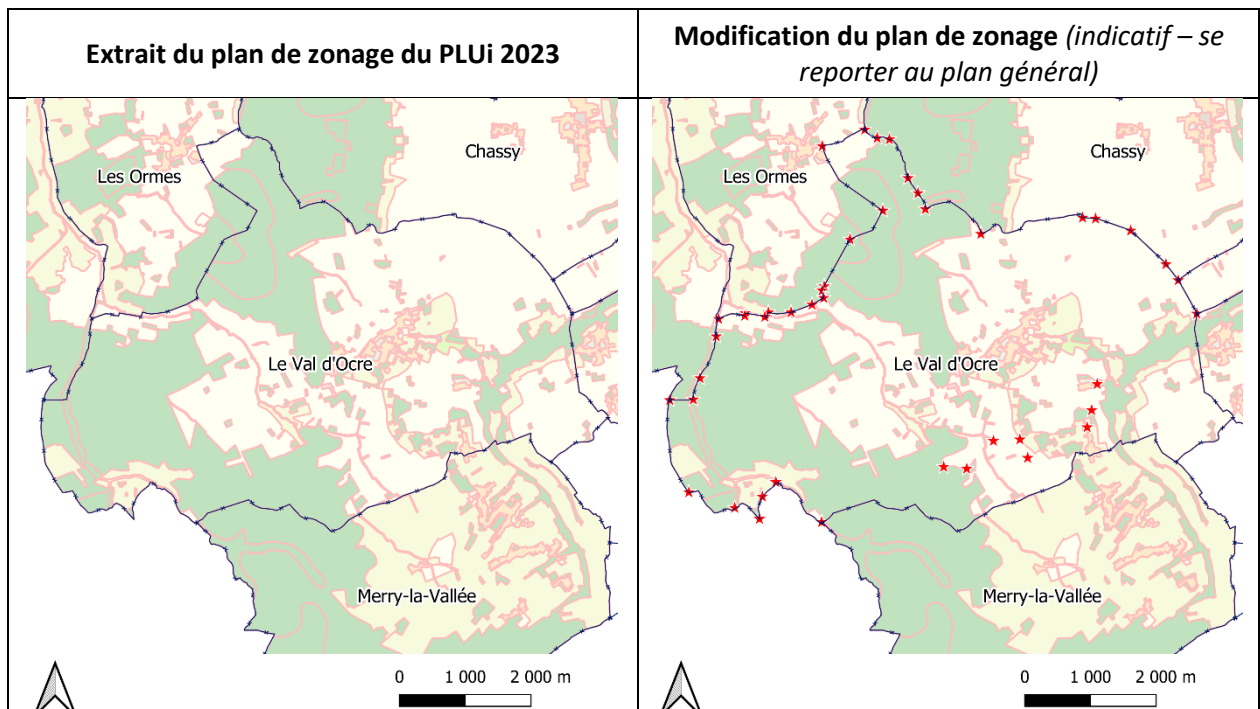 Extrait du plan de zonage du PLUi 2023
Modification du plan de zonage (indicatif – se
reporter au plan général)
Les Ormes
Chassy
Le Val d'Ocre
Merry-la-Vallée
0 1 000 2 000 m
Les Ormes
Chassy
Le Val d'Ocre
Merry-la-Vallée
0 1 000 2 000 m